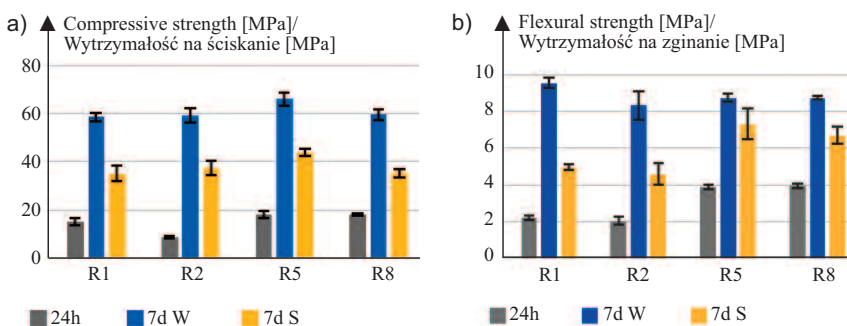 a)
Compressive strength [MPa]/
Wytrzymałość na ściskanie [MPa]
80
60
40
20
0
R1 R2 R5 R8
24h 7d W 7d S
b)
Flexural strength [MPa]/
Wytrzymałość na zginanie [MPa]
10
8
6
4
2
0
R1 R2 R5 R8
24h 7d W 7d S